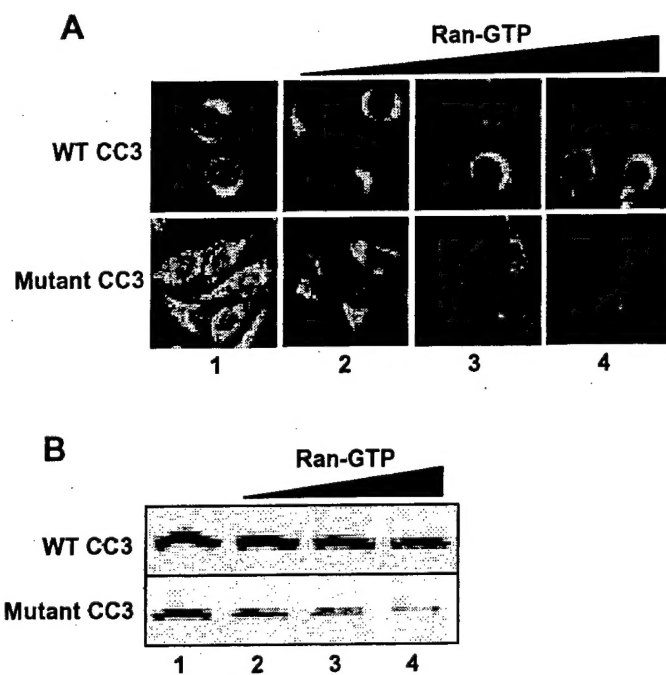 A
Ran-GTP
WT CC3
Mutant CC3
1 2 3 4
B
Ran-GTP
WT CC3
Mutant CC3
1 2 3 4